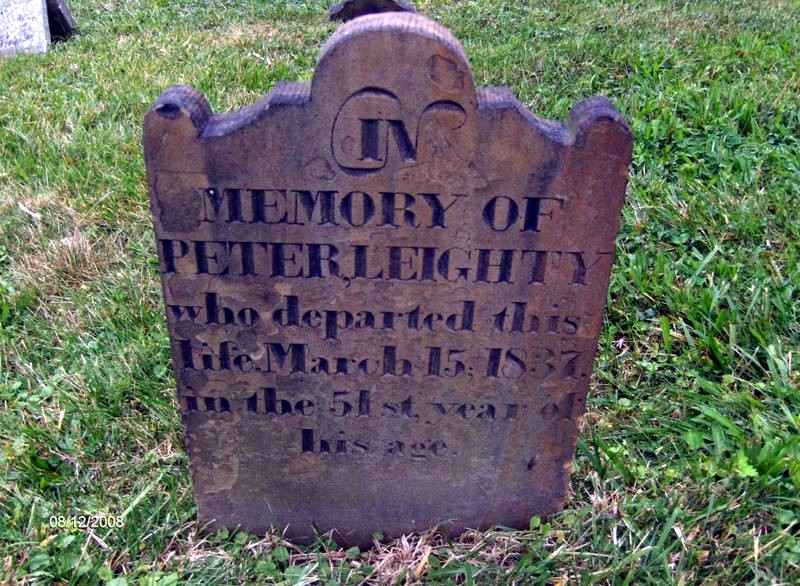 IN
MEMORY OF
PETER LEIGHTY
who departed this
life March 15, 1837,
in the 51st, year of
his age.
08/12/2008